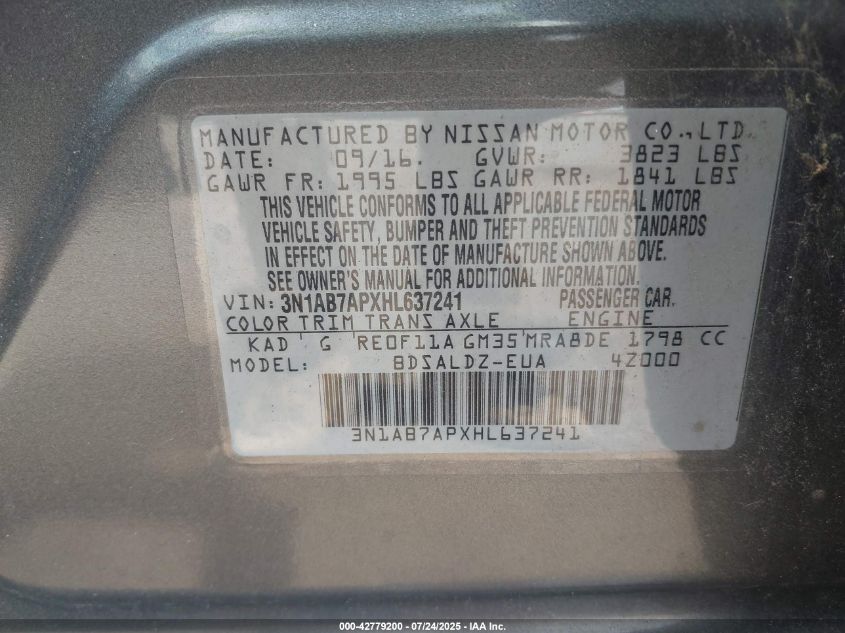 MANUFACTURED BY NISSAN MOTOR CO.,LTD.
DATE: 09/16. GVWR: 3823 LBS
GAWR FR: 1995 LBS GAWR RR: 1841 LBS
THIS VEHICLE CONFORMS TO ALL APPLICABLE FEDERAL MOTOR
VEHICLE SAFETY, BUMPER AND THEFT PREVENTION STANDARDS
IN EFFECT ON THE DATE OF MANUFACTURE SHOWN ABOVE.
SEE OWNER'S MANUAL FOR ADDITIONAL INFORMATION.
VIN: 3N1AB7APXHL637241 PASSENGER CAR.
COLOR TRIM TRANS AXLE ENGINE
KAD G RE0F11A GM35 MRA8DE 1798 CC
MODEL: BDSALDZ-EUA 4Z000
3N1AB7APXHL637241
000-42779200 - 07/24/2025 - IAA Inc.